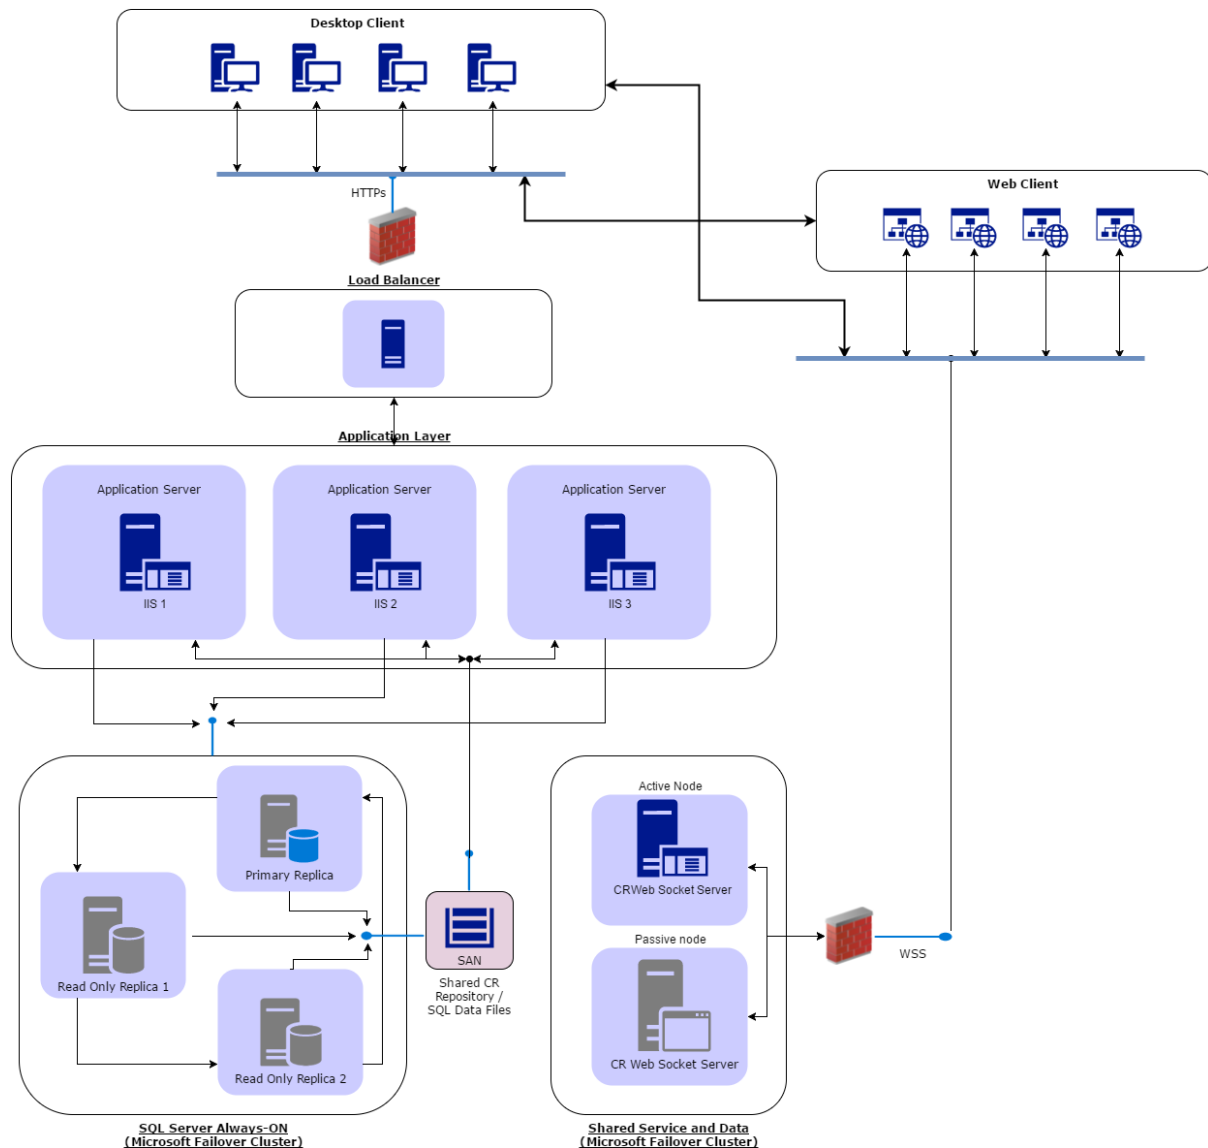 Desktop Client
HTTPs
Web Client
Load Balancer
Application Layer
Application Server
IIS 1
Application Server
IIS 2
Application Server
IIS 3
Primary Replica
Read Only Replica 1
Read Only Replica 2
SAN
Shared CR
Repository /
SQL Data Files
Active Node
CRWeb Socket Server
Passive node
CR Web Socket Server
WSS
SQL Server Always-ON
(Microsoft Failover Cluster)
Shared Service and Data
(Microsoft Failover Cluster)